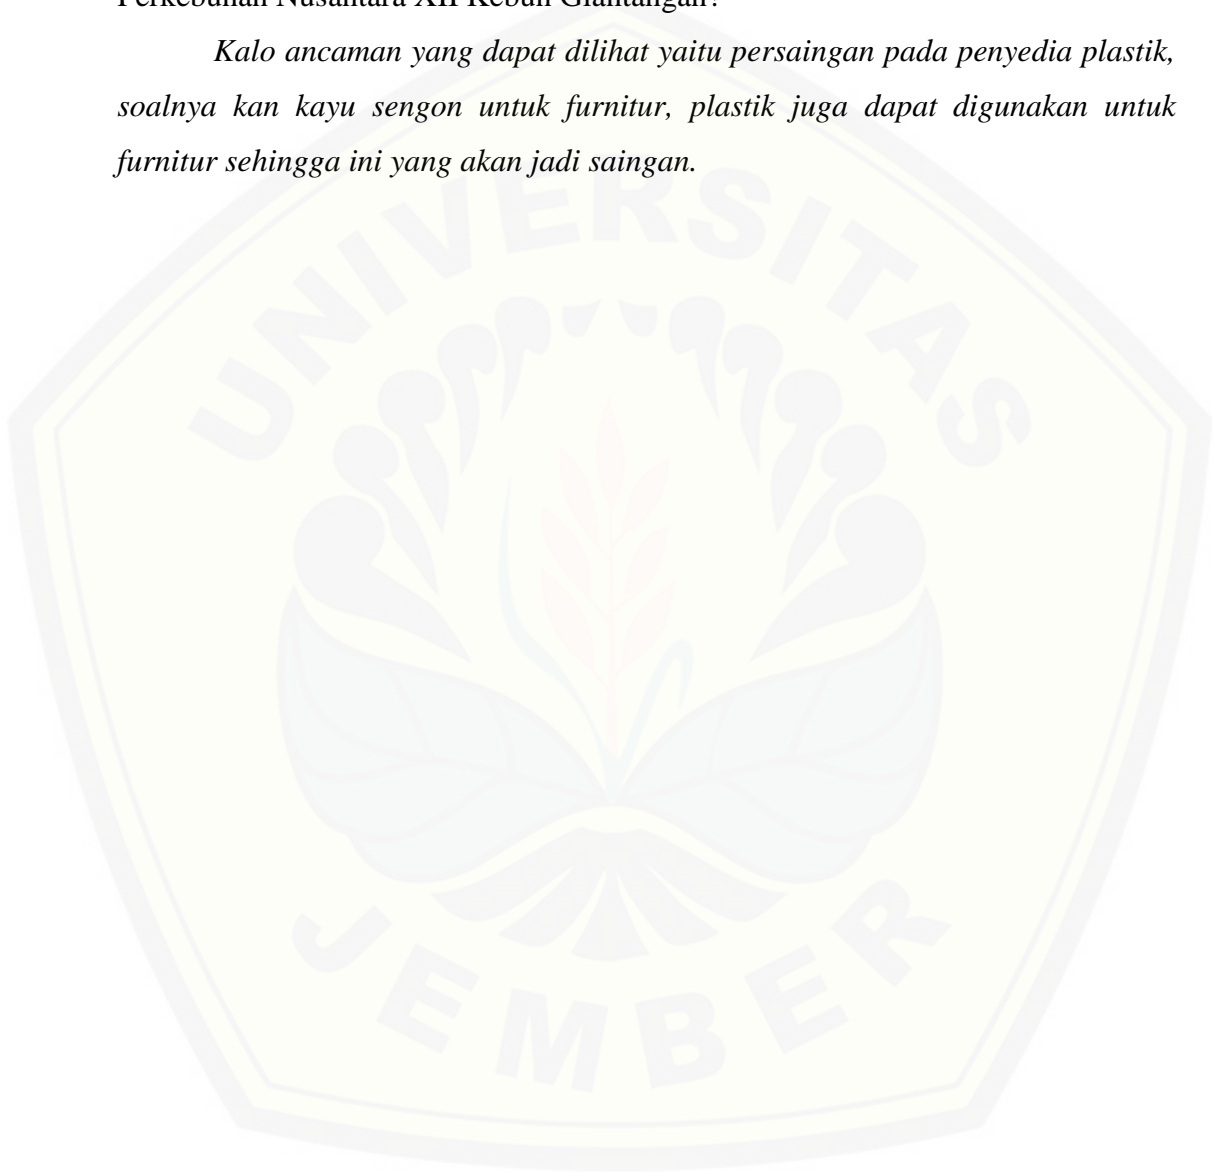 Perkebunan Nusantara XII Kebun Glantangan?
Kalo ancaman yang dapat dilihat yaitu persaingan pada penyedia plastik,
soalnya kan kayu sengon untuk furnitur, plastik juga dapat digunakan untuk
furnitur sehingga ini yang akan jadi saingan.
UNIVERSITAS
JEMBER